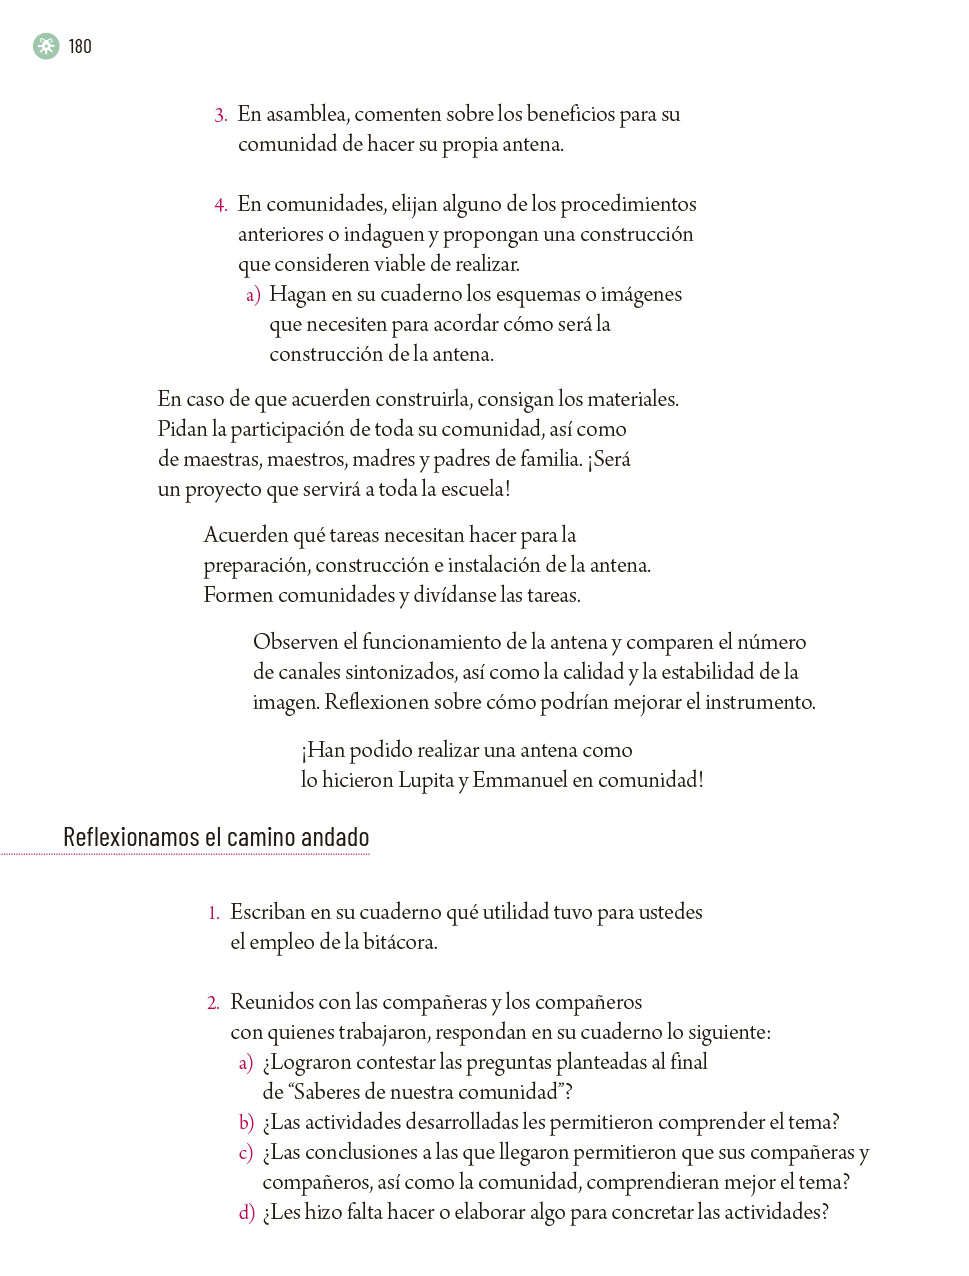 180
3. En asamblea, comenten sobre los beneficios para su
comunidad de hacer su propia antena.
4. En comunidades, elijan alguno de los procedimientos
anteriores o indaguen y propongan una construcción
que consideren viable de realizar.
a) Hagan en su cuaderno los esquemas o imágenes
que necesiten para acordar cómo será la
construcción de la antena.
En caso de que acuerden construirla, consigan los materiales.
Pidan la participación de toda su comunidad, así como
de maestras, maestros, madres y padres de familia. ¡Será
un proyecto que servirá a toda la escuela!
Acuerden qué tareas necesitan hacer para la
preparación, construcción e instalación de la antena.
Formen comunidades y divídanse las tareas.
Observen el funcionamiento de la antena y comparen el número
de canales sintonizados, así como la calidad y la estabilidad de la
imagen. Reflexionen sobre cómo podrían mejorar el instrumento.
¡Han podido realizar una antena como
lo hicieron Lupita y Emmanuel en comunidad!
Reflexionamos el camino andado
1. Escriban en su cuaderno qué utilidad tuvo para ustedes
el empleo de la bitácora.
2. Reunidos con las compañeras y los compañeros
con quienes trabajaron, respondan en su cuaderno lo siguiente:
a) ¿Lograron contestar las preguntas planteadas al final
de “Saberes de nuestra comunidad”?
b) ¿Las actividades desarrolladas les permitieron comprender el tema?
c) ¿Las conclusiones a las que llegaron permitieron que sus compañeras y
compañeros, así como la comunidad, comprendieran mejor el tema?
d) ¿Les hizo falta hacer o elaborar algo para concretar las actividades?